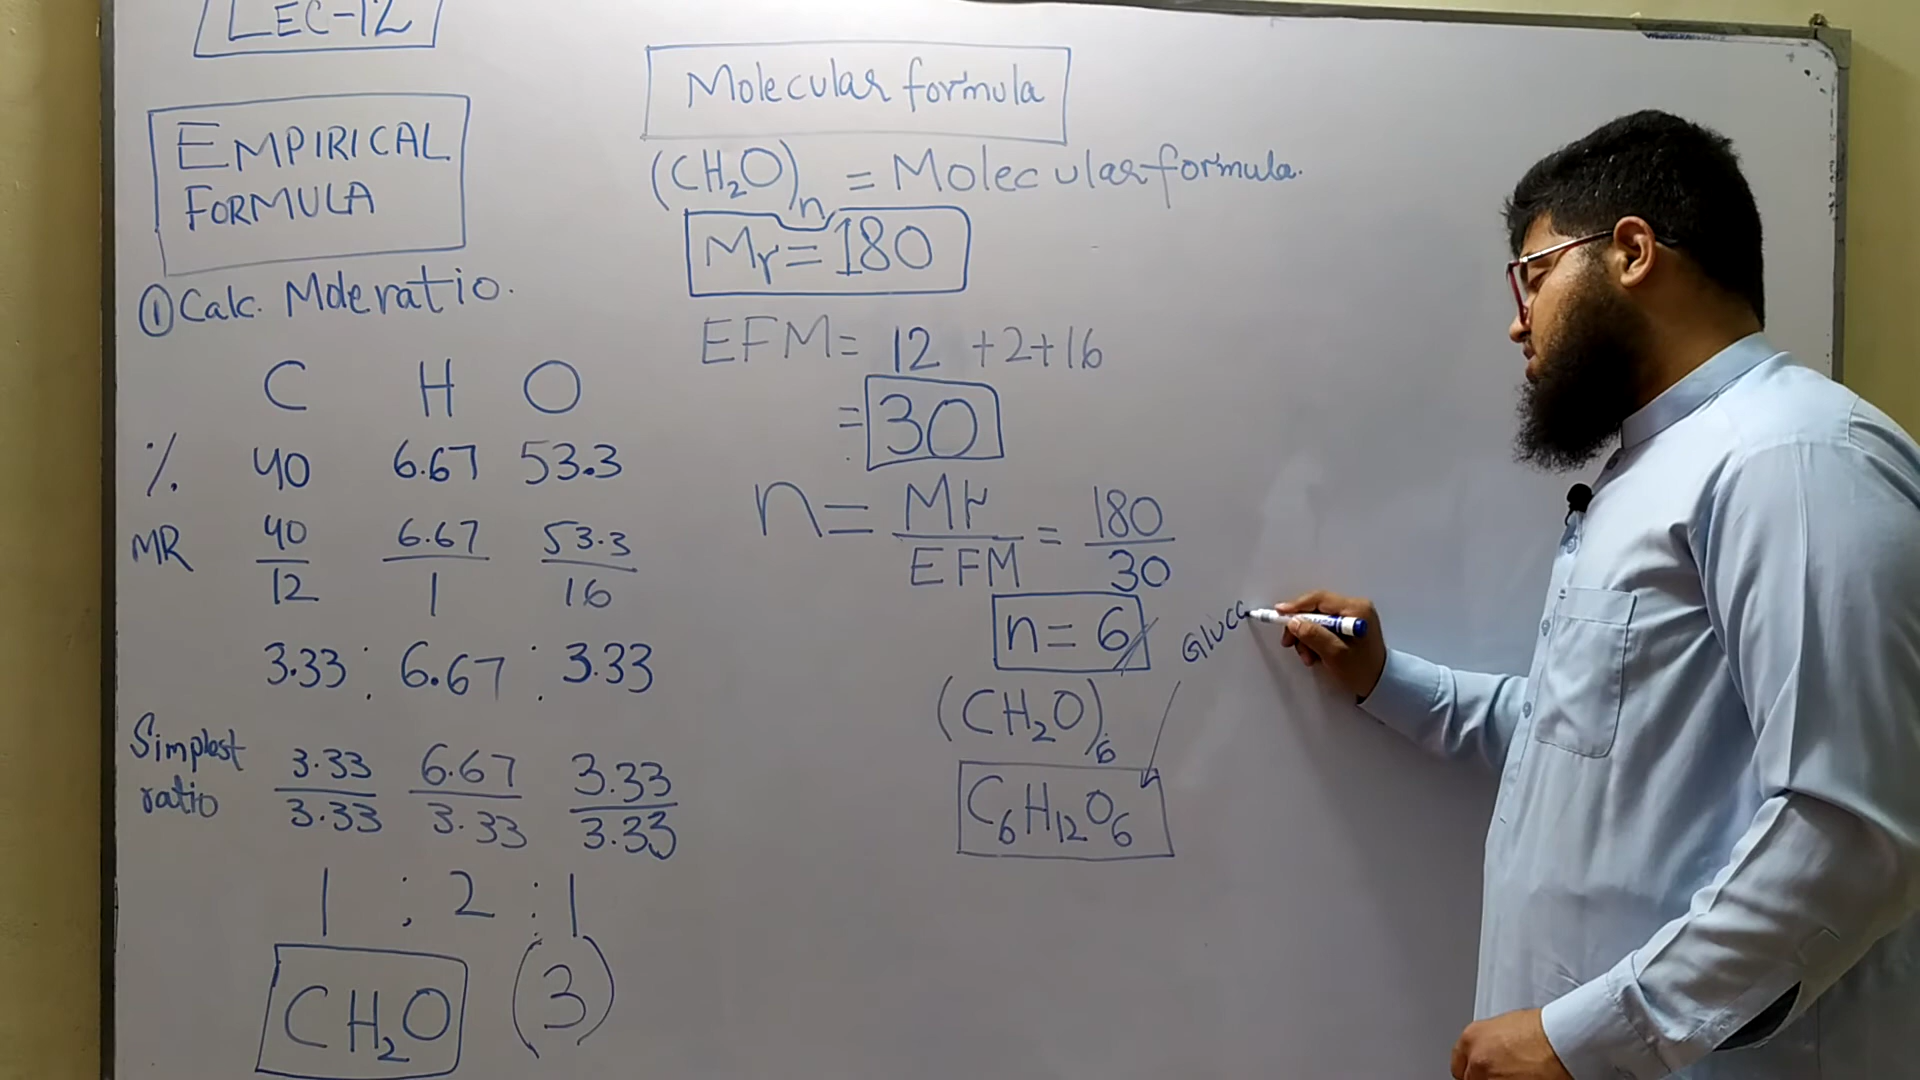 LEC-12
EMPIRICAL
FORMULA
① Calc. Mole ratio.
C H O
% 40 6.67 53.3
MR 40/12 6.67/1 53.3/16
3.33 : 6.67 : 3.33
Simplest
ratio 3.33/3.33 6.67/3.33 3.33/3.33
1 : 2 : 1
CH₂O (3)
Molecular formula
(CH₂O)n = Molecular formula.
Mr = 180
EFM = 12 + 2 + 16
= 30
n = Mr/EFM = 180/30
n = 6
Gluco
(CH₂O)₆
C₆H₁₂O₆